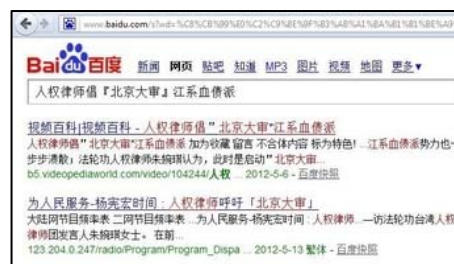 www.baidu.com/s?wd=%C8%CB%
Bai百度 新闻 网页 贴吧 知道 MP3 图片 视频 地图 更多▼
人权律师倡『北京大审』江系血债派
视频百科|视频百科 - 人权律师倡"北京大审"江系血债派
人权律师倡"北京大审"江系血债派 加为收藏 留言 不合体内容 标为特色! ...江系血债派势力也一
步步溃散;法轮功人权律师朱婉琪认为,此时是启动"北京大审...
b5.videopediaworld.com/video/104244/人权 ... 2012-5-6 - 百度快照
为人民服务-杨宪宏时间 : 人权律师呼吁「北京大审」
大陆网目频率表 二网节目频率表 ...为人民服务-杨宪宏时间 : 人权律师...—访法轮功台湾人权
律师团发言人朱婉琪女士。 在前...
123.204.0.247/radio/Program/Program_Dispa ... 2012-5-13 繁体 - 百度快照